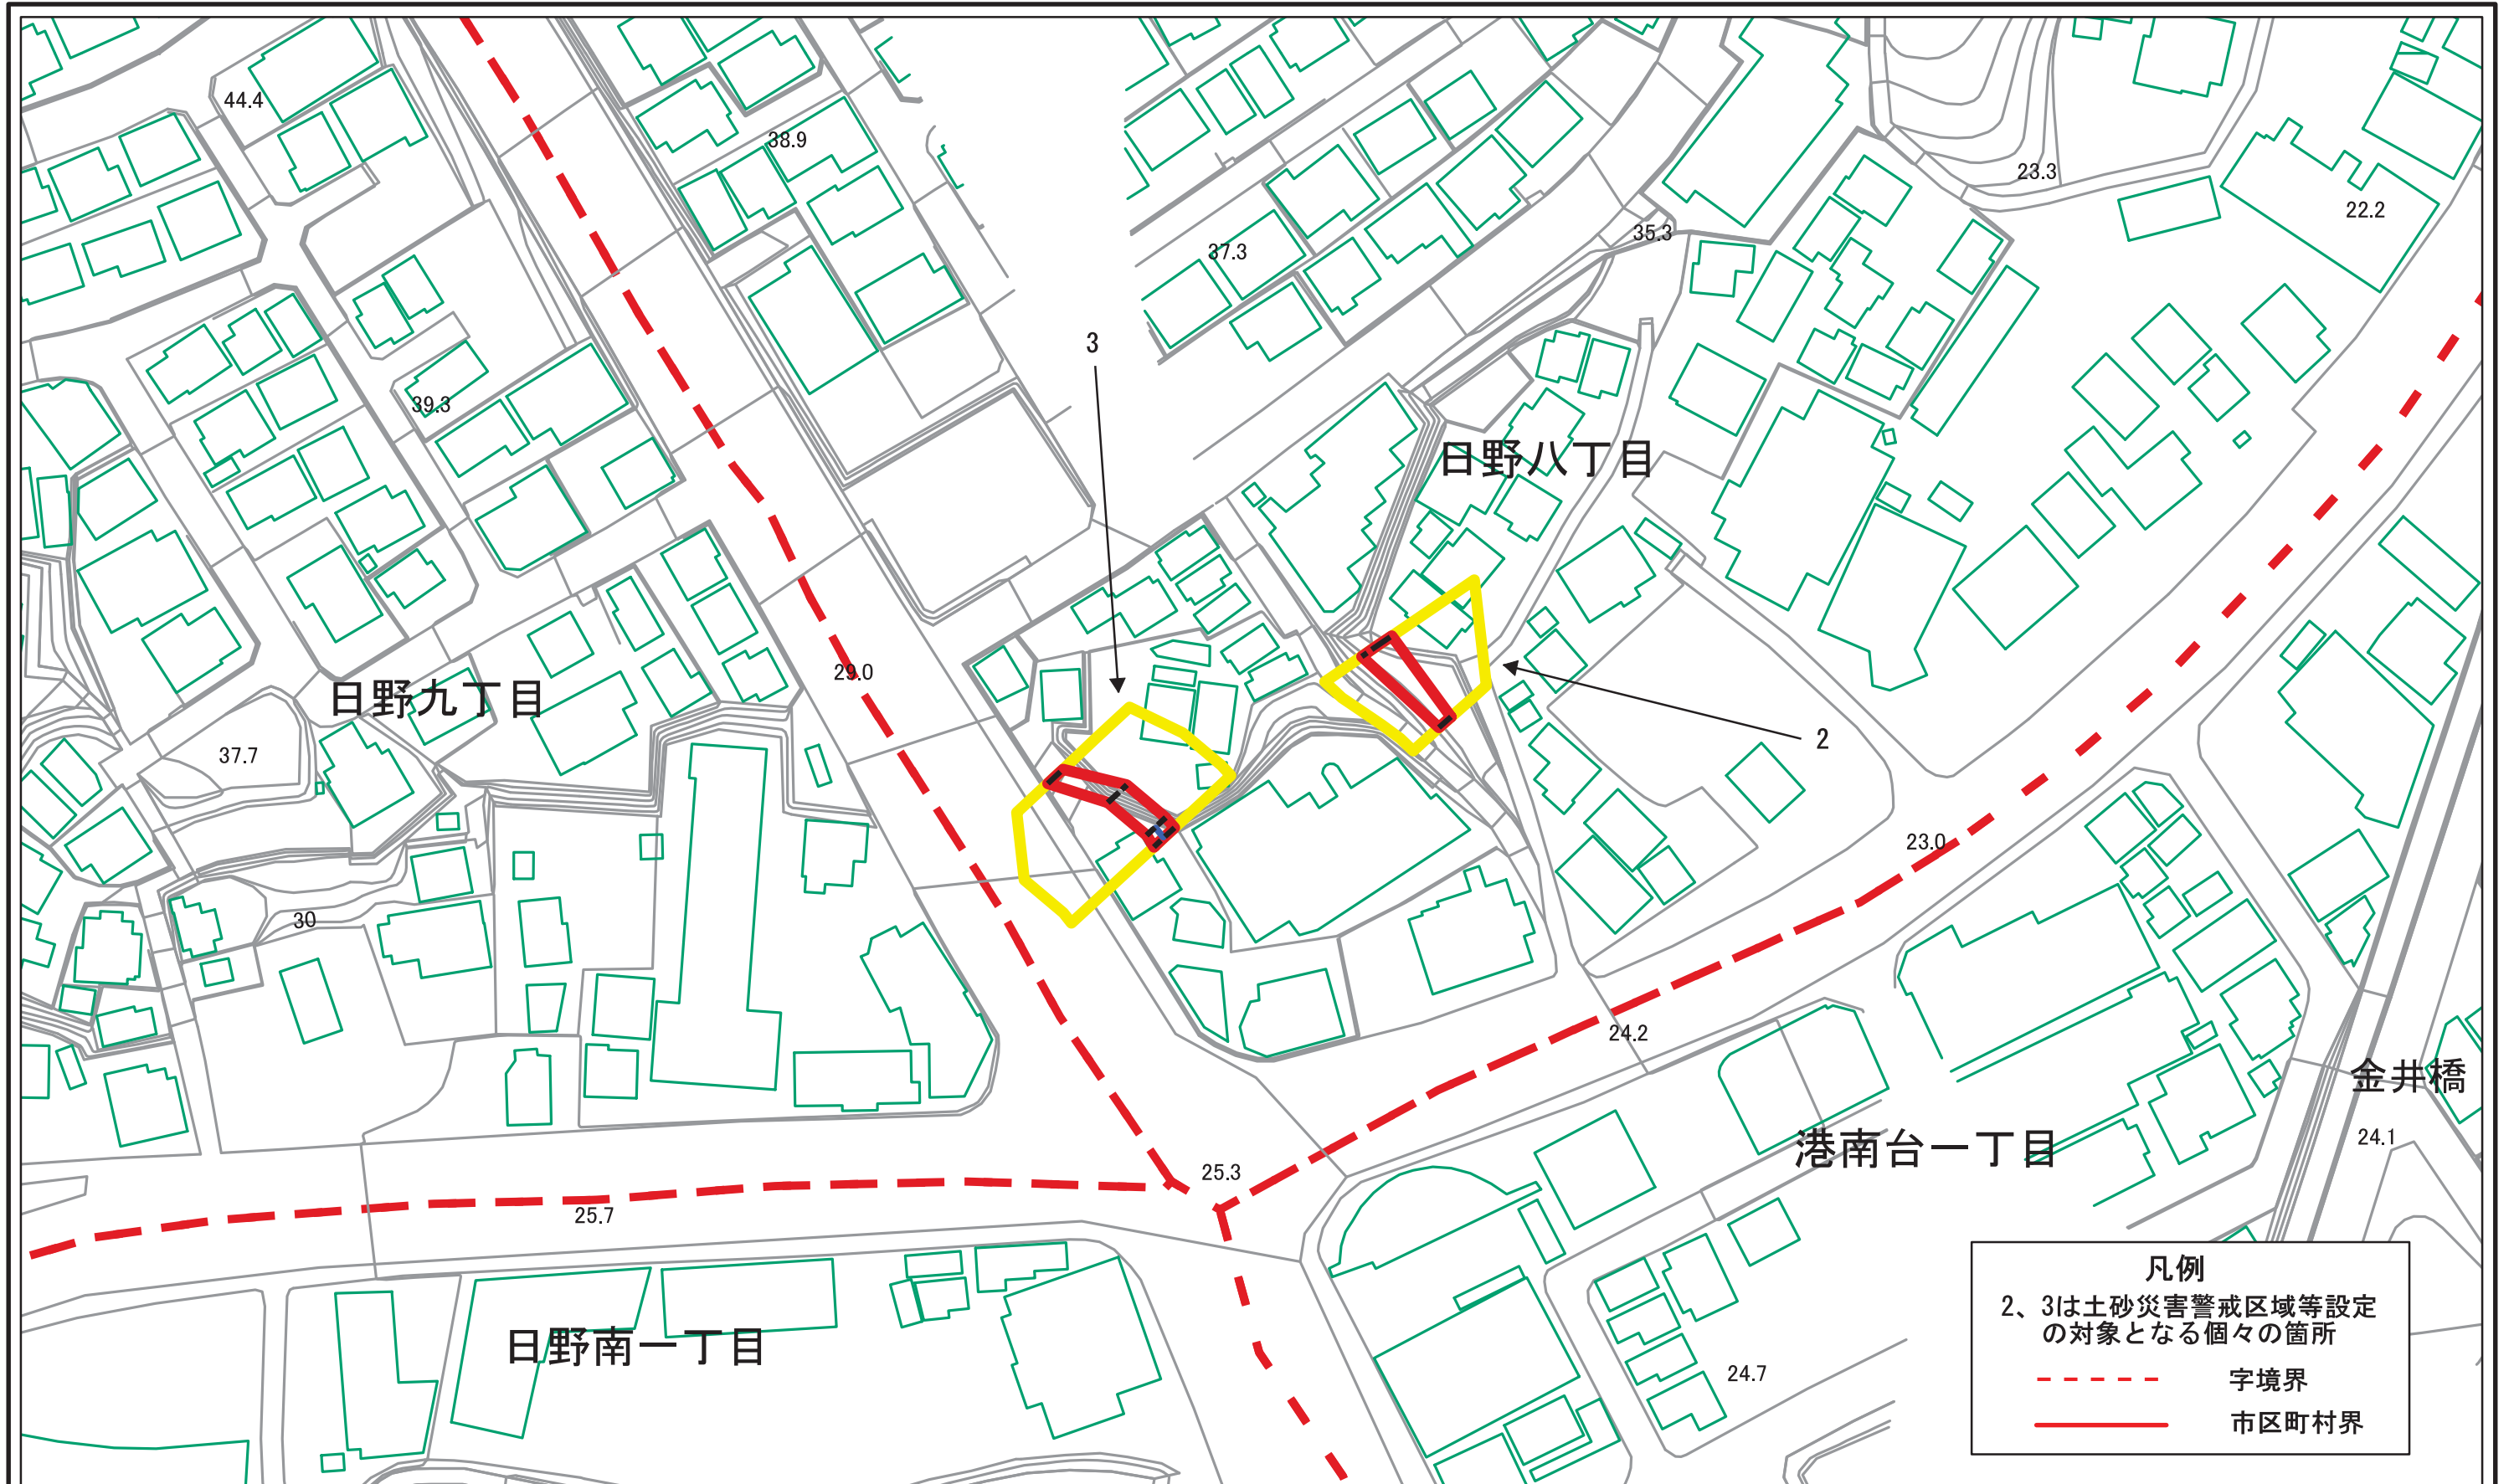 44.4
38.9
23.3
22.2
35.3
37.3
3
39.3
日野八丁目
29.0
日野九丁目
2
37.7
23.0
30
24.2
金井橋
24.1
港南台一丁目
25.3
25.7
日野南一丁目
24.7
凡例
2、3は土砂災害警戒区域等設定
の対象となる個々の箇所
字境界
市区町村界